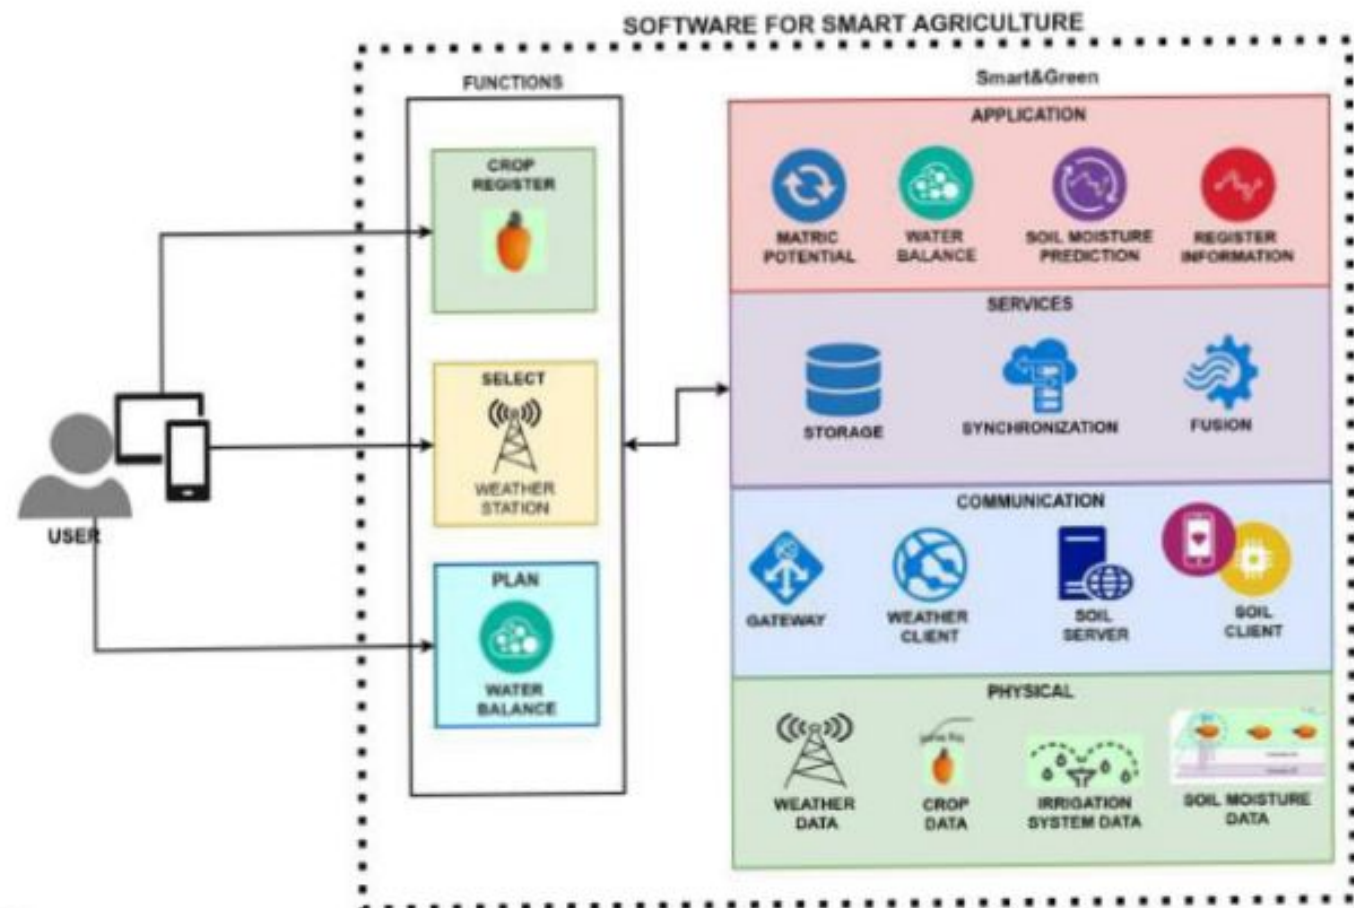 SOFTWARE FOR SMART AGRICULTURE
FUNCTIONS
CROP
REGISTER
SELECT
WEATHER
STATION
PLAN
WATER
BALANCE
USER
Smart&Green
APPLICATION
MATRIC
POTENTIAL
WATER
BALANCE
SOIL MOISTURE
PREDICTION
REGISTER
INFORMATION
SERVICES
STORAGE
SYNCHRONIZATION
FUSION
COMMUNICATION
GATEWAY
WEATHER
CLIENT
SOIL
SERVER
SOIL
CLIENT
PHYSICAL
WEATHER
DATA
CROP
DATA
IRRIGATION
SYSTEM DATA
SOIL MOISTURE
DATA